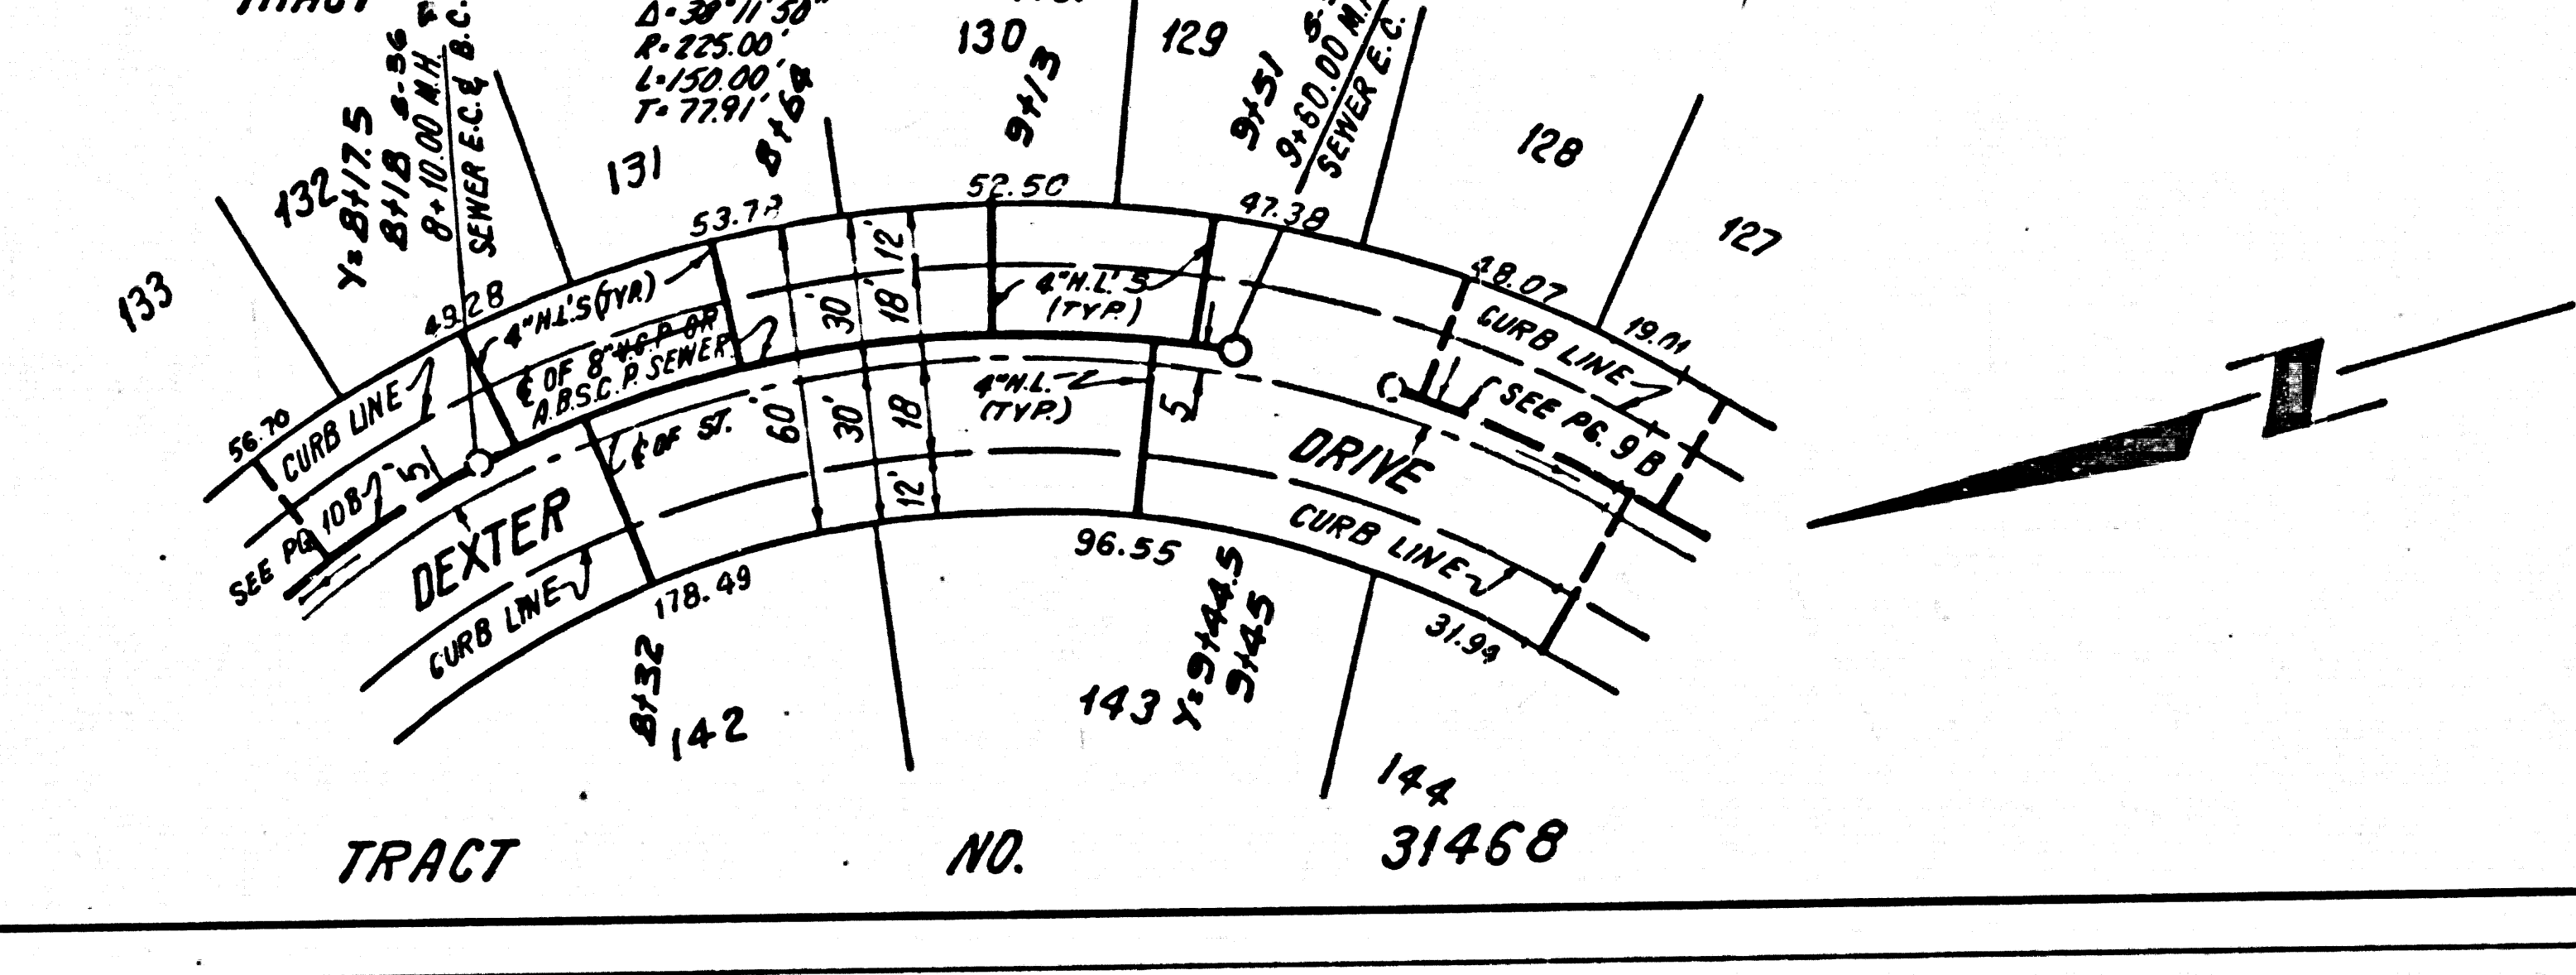 TRACT
Δ=38°11'50"
R=225.00'
L=150.00'
T=77.91'
130
129
128
127
131
132
133
Y=8+17.5
8+18
8+10.00 M.H.
SEWER E.C. & B.C.
8+64
9+13
9+51
9+60.00 M.H.
SEWER E.C.
56.70
49.28
53.78
52.50
47.38
48.07
19.01
CURB LINE
4"H.L.'S (TYP.)
℄ OF 8" V.C.P. OR
A.B.S.C.P. SEWER
12'
30'
18'
4"H.L.'S
(TYP.)
CURB LINE
SEE PG. 9 B
SEE PG 10B
5'
℄ OF ST.
60'
30'
18'
12'
4"H.L.
(TYP.)
5'
DEXTER
DRIVE
CURB LINE
CURB LINE
178.49
96.55
31.94
8+32
142
143
Y=9+44.5
9+45
144
TRACT NO. 31468